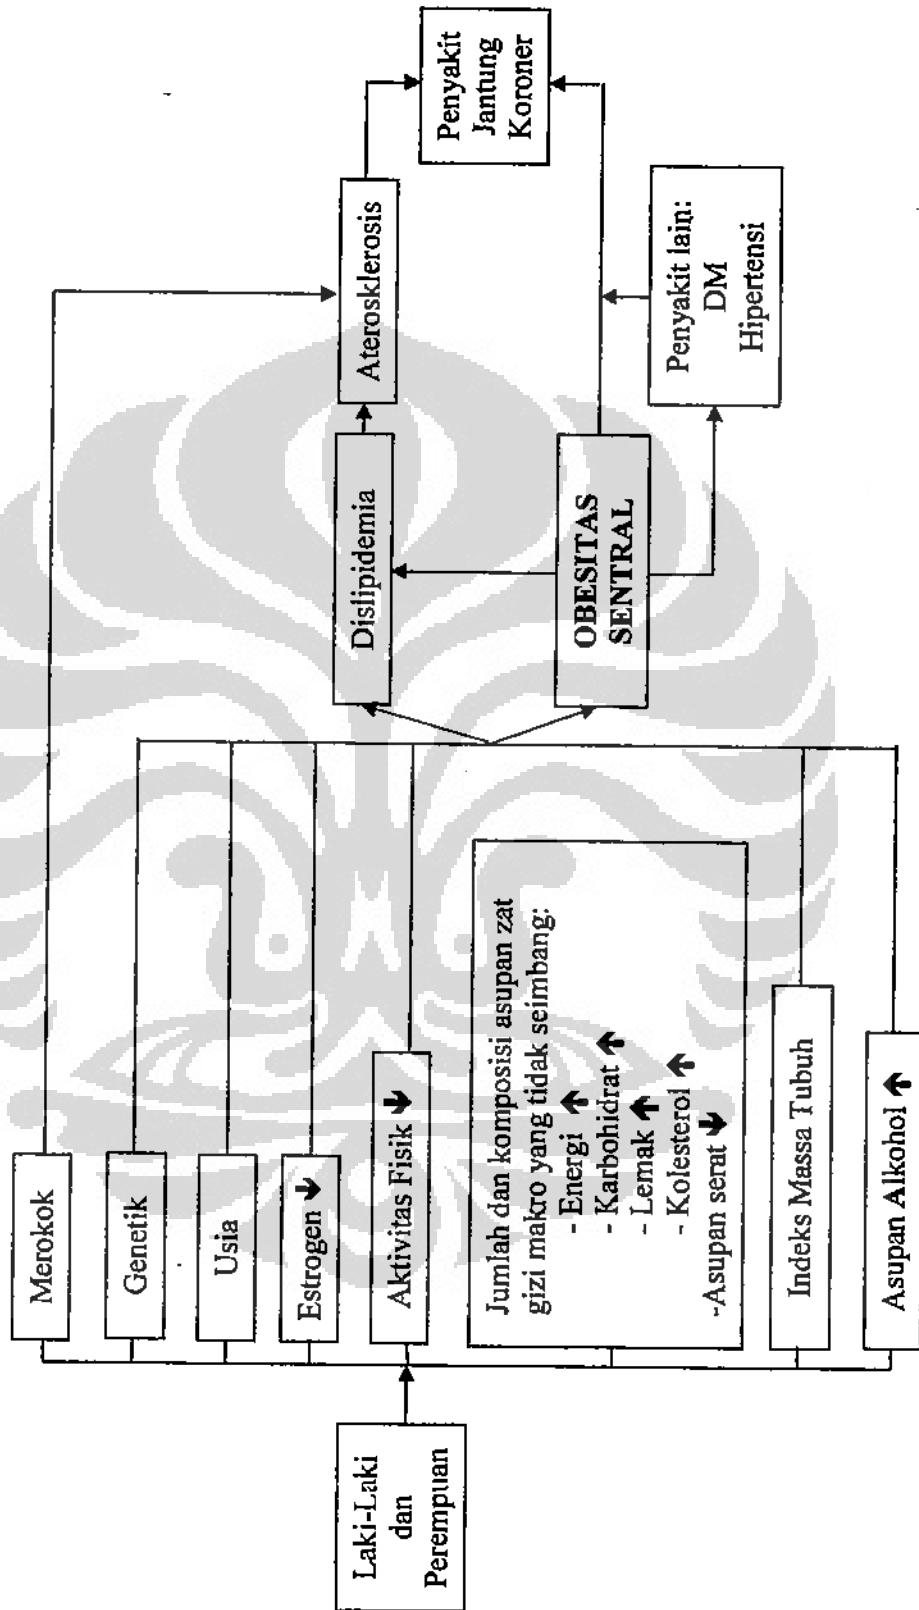 Laki-Laki
dan
Perempuan
Merokok
Genetik
Usia
Estrogen ↓
Aktivitas Fisik ↓
Jumlah dan komposisi asupan zat
gizi makro yang tidak seimbang:
- Energi ↑
- Karbohidrat ↑
- Lemak ↑
- Kolesterol ↑
-Asupan serat ↓
Indeks Massa Tubuh
Asupan Alkohol ↑
Dislipidemia
OBESITAS
SENTRAL
Aterosklerosis
Penyakit lain:
DM
Hipertensi
Penyakit
Jantung
Koroner